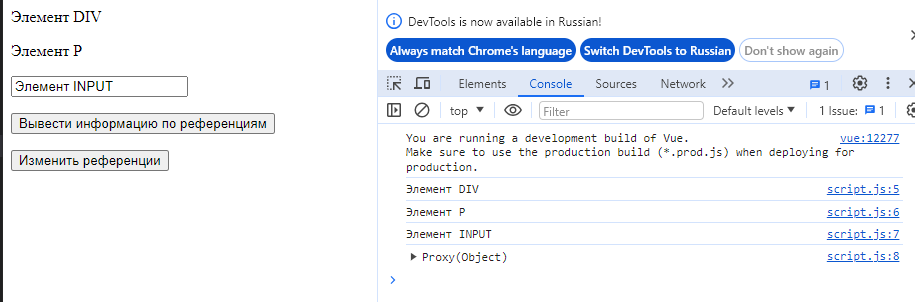 Элемент DIV
Элемент P
Элемент INPUT
Вывести информацию по референциям
Изменить референции
DevTools is now available in Russian!
Always match Chrome's language Switch DevTools to Russian Don't show again
Elements Console Sources Network 1
top Filter Default levels 1 Issue: 1
You are running a development build of Vue. vue:12277
Make sure to use the production build (*.prod.js) when deploying for
production.
Элемент DIV script.js:5
Элемент P script.js:6
Элемент INPUT script.js:7
Proxy(Object) script.js:8